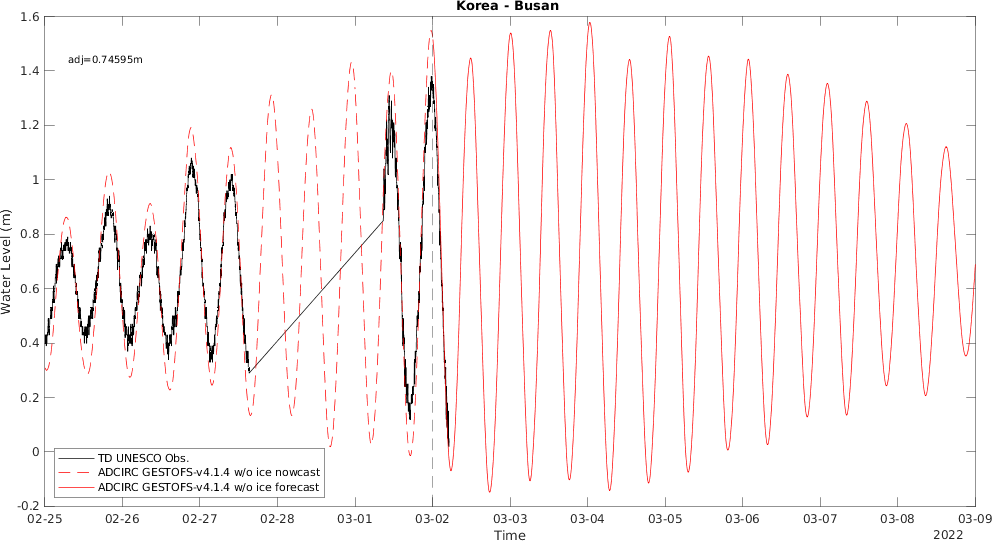 Korea - Busan
adj=0.74595m
Water Level (m)
1.6
1.4
1.2
1
0.8
0.6
0.4
0.2
0
-0.2
TD UNESCO Obs.
ADCIRC GESTOFS-v4.1.4 w/o ice nowcast
ADCIRC GESTOFS-v4.1.4 w/o ice forecast
02-25 02-26 02-27 02-28 03-01 03-02 03-03 03-04 03-05 03-06 03-07 03-08 03-09
Time
2022